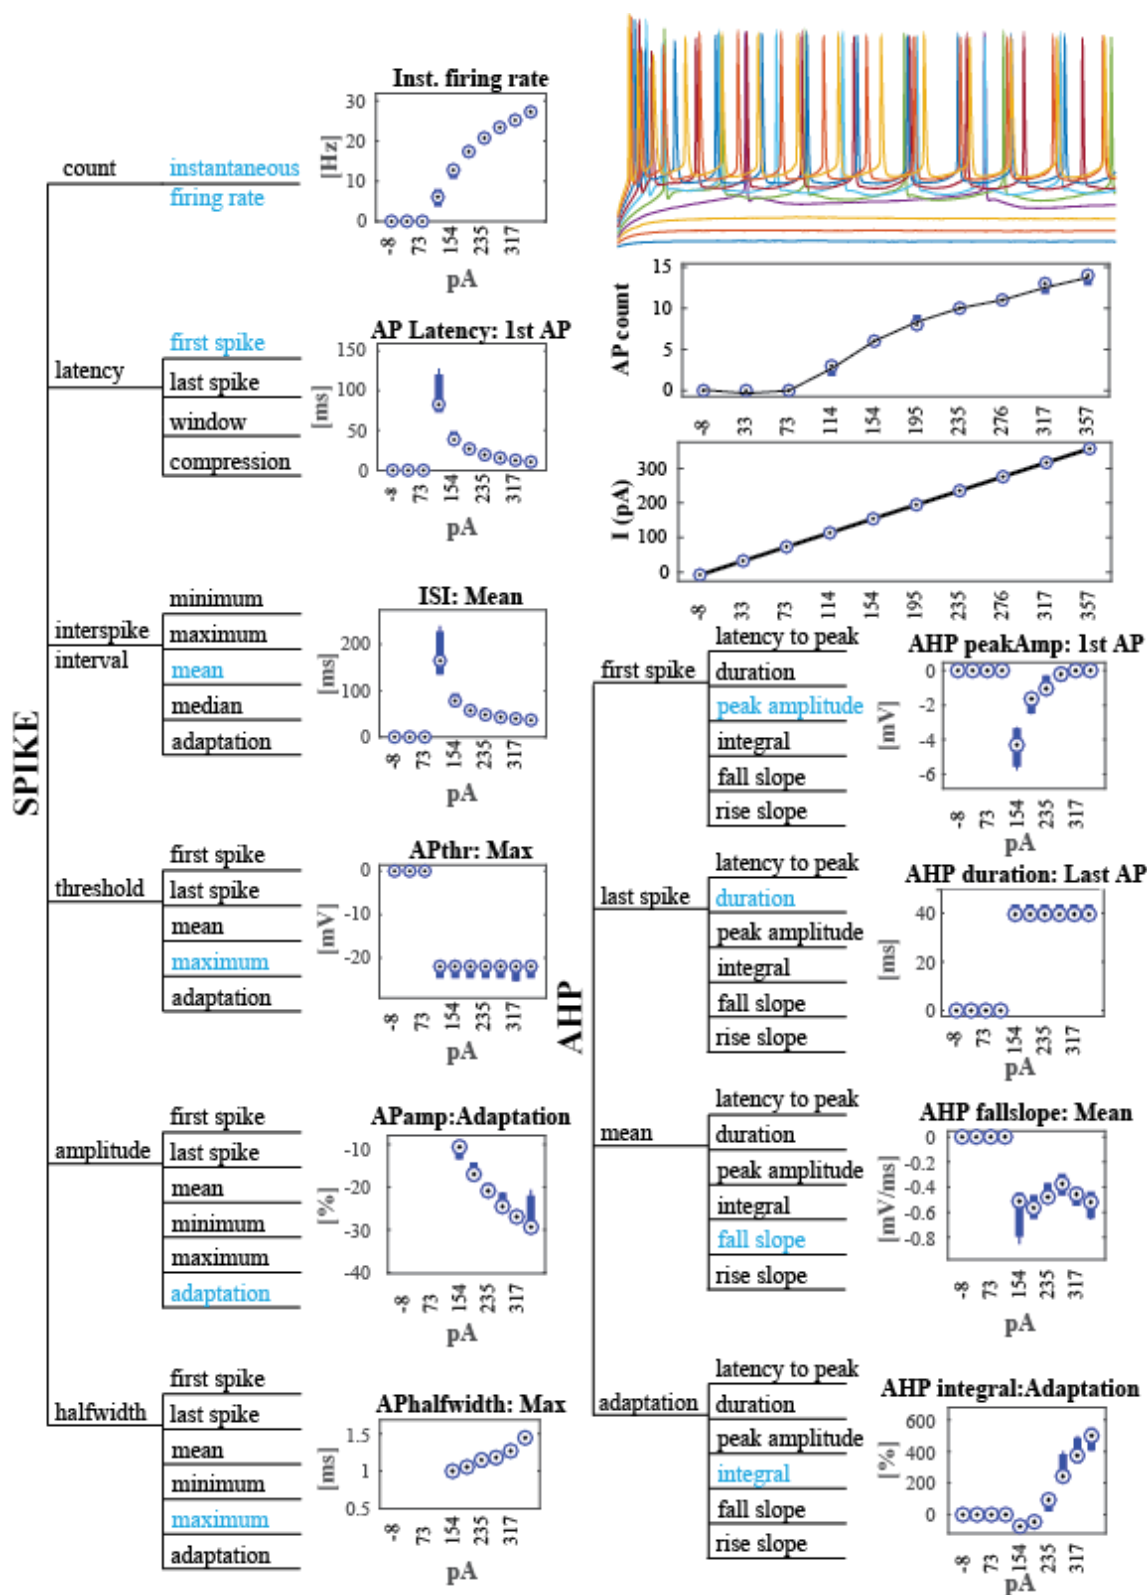 SPIKE
count
instantaneous
firing rate
Inst. firing rate
[Hz]
30
20
10
0
-8
73
154
235
317
pA
latency
first spike
last spike
window
compression
AP Latency: 1st AP
[ms]
150
100
50
0
-8
73
154
235
317
pA
interspike
interval
minimum
maximum
mean
median
adaptation
ISI: Mean
[ms]
200
100
0
-8
73
154
235
317
pA
threshold
first spike
last spike
mean
maximum
adaptation
APthr: Max
[mV]
0
-10
-20
-8
73
154
235
317
pA
amplitude
first spike
last spike
mean
minimum
maximum
adaptation
APamp:Adaptation
[%]
-10
-20
-30
-40
-8
73
154
235
317
pA
halfwidth
first spike
last spike
mean
minimum
maximum
adaptation
APhalfwidth: Max
[ms]
1.5
1
0.5
-8
73
154
235
317
pA
AP count
15
10
5
0
-8
33
73
114
154
195
235
276
317
357
I (pA)
300
200
100
0
-8
33
73
114
154
195
235
276
317
357
AHP
first spike
latency to peak
duration
peak amplitude
integral
fall slope
rise slope
AHP peakAmp: 1st AP
[mV]
0
-2
-4
-6
-8
73
154
235
317
pA
last spike
latency to peak
duration
peak amplitude
integral
fall slope
rise slope
AHP duration: Last AP
[ms]
40
20
0
-8
73
154
235
317
pA
mean
latency to peak
duration
peak amplitude
integral
fall slope
rise slope
AHP fallslope: Mean
[mV/ms]
0
-0.2
-0.4
-0.6
-0.8
-8
73
154
235
317
pA
adaptation
latency to peak
duration
peak amplitude
integral
fall slope
rise slope
AHP integral:Adaptation
[%]
600
400
200
0
-8
73
154
235
317
pA